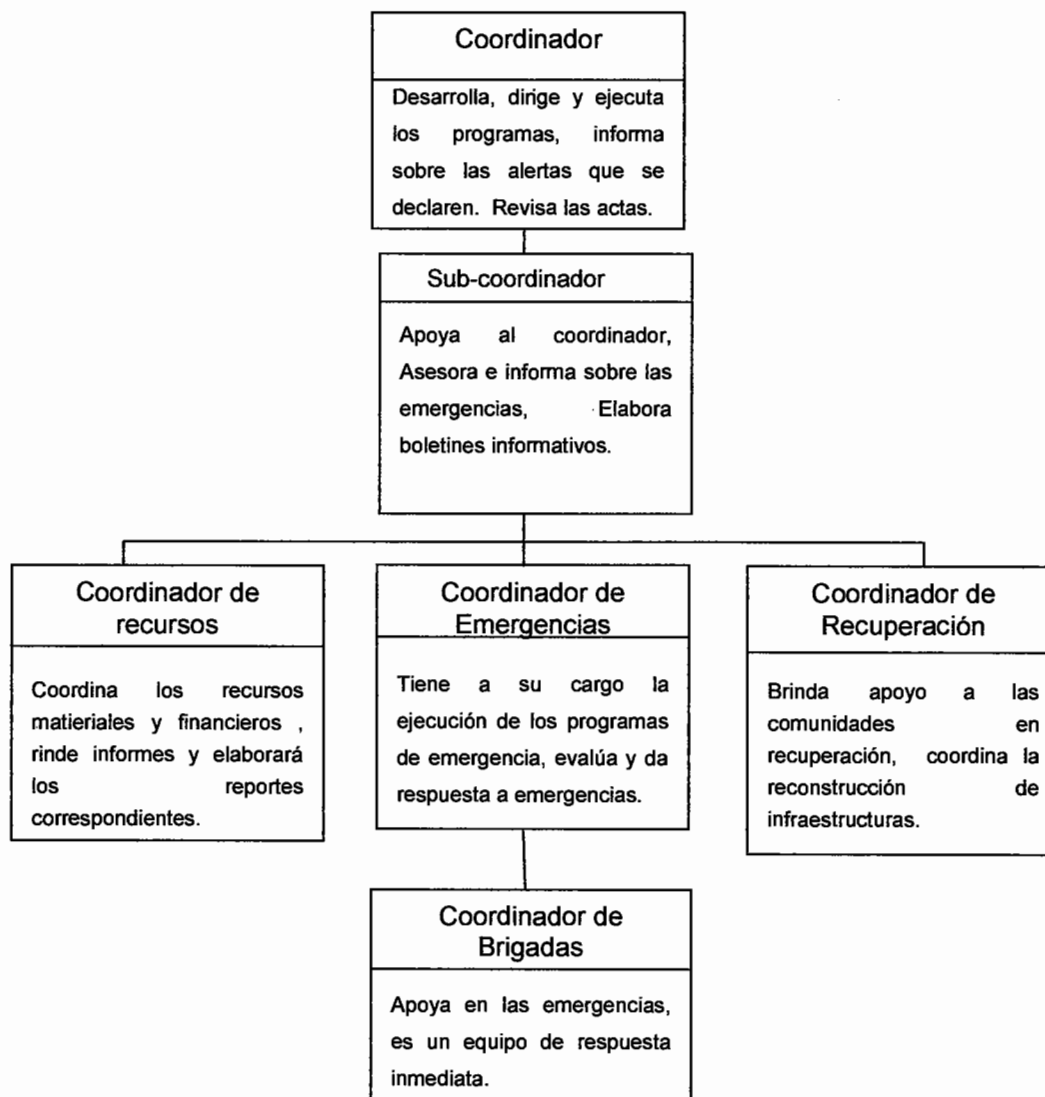 Coordinador
Desarrolla, dirige y ejecuta
los programas, informa
sobre las alertas que se
declaren. Revisa las actas.
Sub-coordinador
Apoya al coordinador,
Asesora e informa sobre las
emergencias, Elabora
boletines informativos.
Coordinador de
recursos
Coordina los recursos
matieriales y financieros ,
rinde informes y elaborará
los reportes
correspondientes.
Coordinador de
Emergencias
Tiene a su cargo la
ejecución de los programas
de emergencia, evalúa y da
respuesta a emergencias.
Coordinador de
Recuperación
Brinda apoyo a las
comunidades en
recuperación, coordina la
reconstrucción de
infraestructuras.
Coordinador de
Brigadas
Apoya en las emergencias,
es un equipo de respuesta
inmediata.